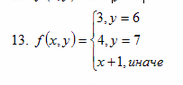 13. f(x,y) = {3, y = 6
4, y = 7
x+1, иначе